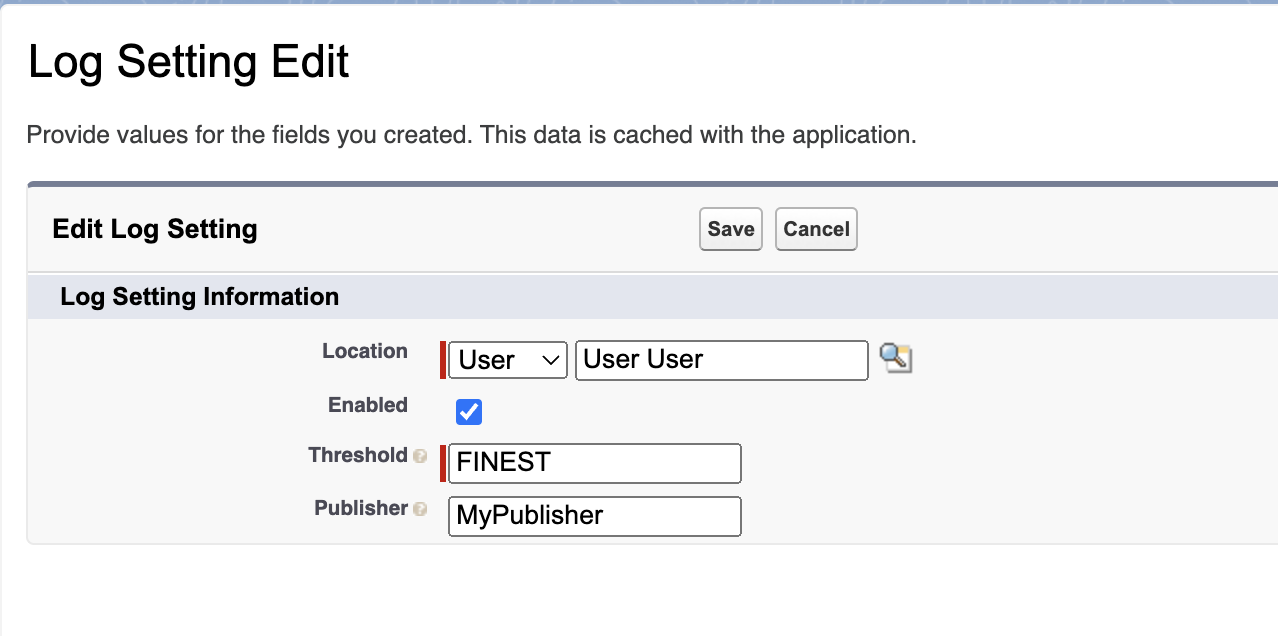 Log Setting Edit
Provide values for the fields you created. This data is cached with the application.
Edit Log Setting Save Cancel
Log Setting Information
Location User User User
Enabled
Threshold ? FINEST
Publisher ? MyPublisher